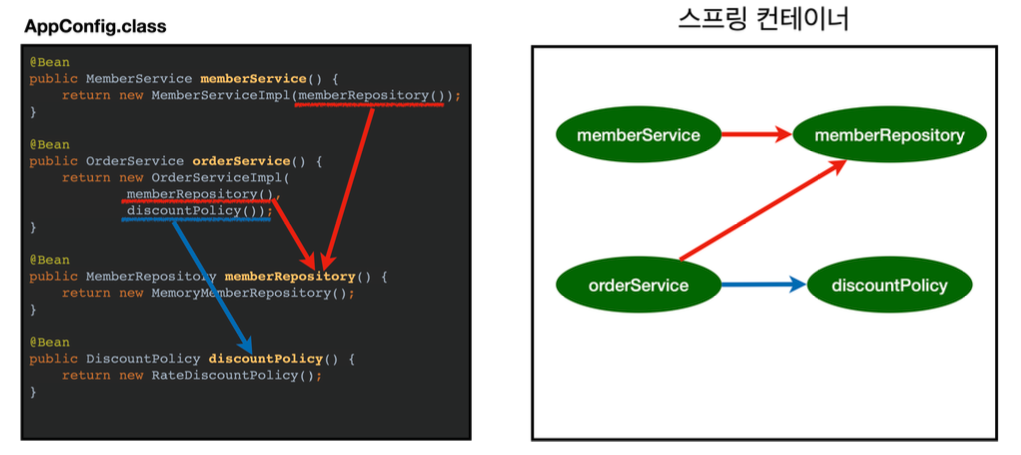 AppConfig.class
@Bean
public MemberService memberService() {
return new MemberServiceImpl(memberRepository());
}
@Bean
public OrderService orderService() {
return new OrderServiceImpl(
memberRepository(),
discountPolicy());
}
@Bean
public MemberRepository memberRepository() {
return new MemoryMemberRepository();
}
@Bean
public DiscountPolicy discountPolicy() {
return new RateDiscountPolicy();
}
스프링 컨테이너
memberService
memberRepository
orderService
discountPolicy